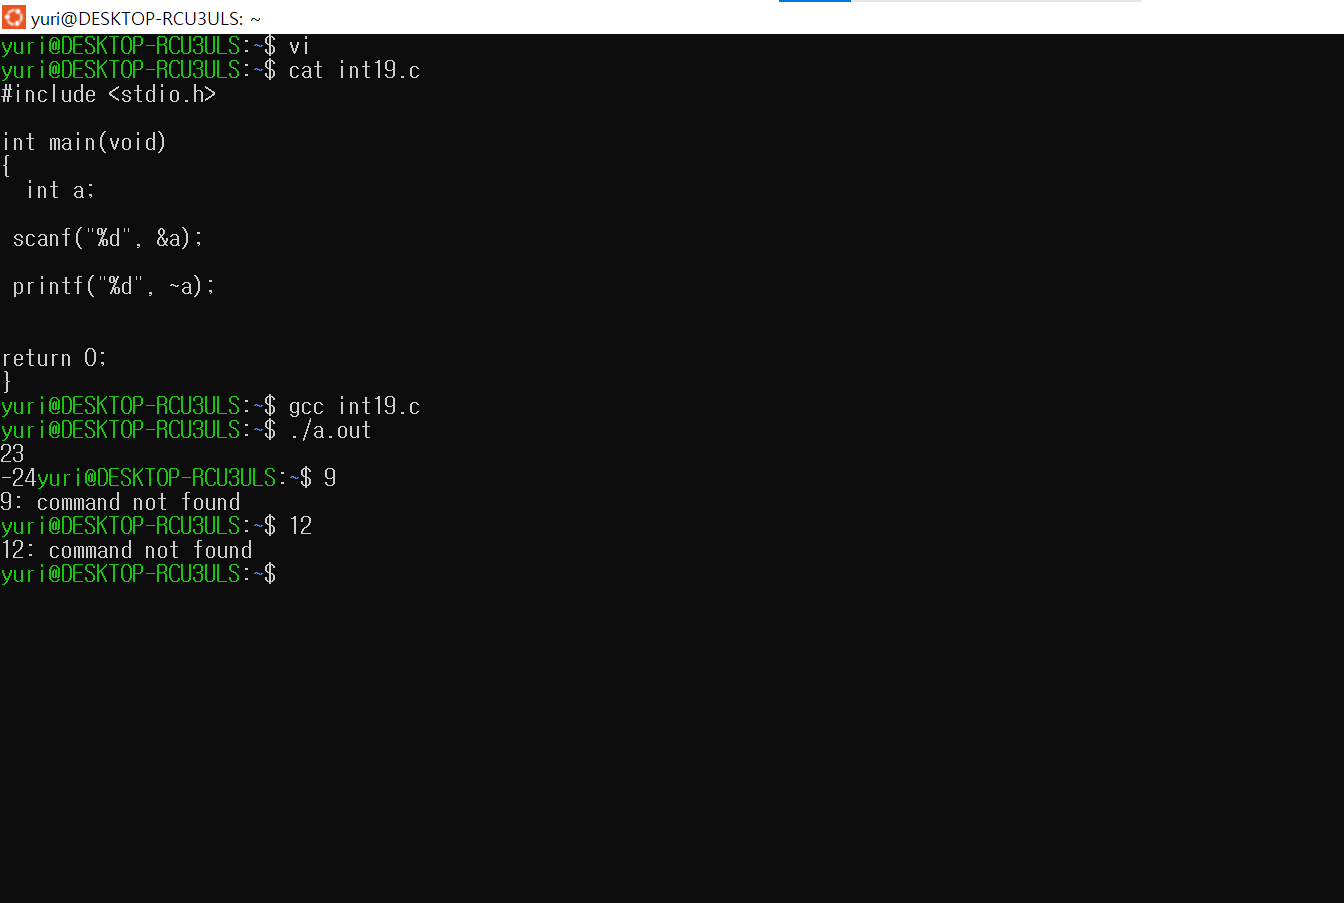 yuri@DESKTOP-RCU3ULS: ~
yuri@DESKTOP-RCU3ULS:~$ vi
yuri@DESKTOP-RCU3ULS:~$ cat int19.c
#include <stdio.h>
int main(void)
{
int a;
scanf("%d", &a);
printf("%d", ~a);
return 0;
}
yuri@DESKTOP-RCU3ULS:~$ gcc int19.c
yuri@DESKTOP-RCU3ULS:~$ ./a.out
23
-24yuri@DESKTOP-RCU3ULS:~$ 9
9: command not found
yuri@DESKTOP-RCU3ULS:~$ 12
12: command not found
yuri@DESKTOP-RCU3ULS:~$